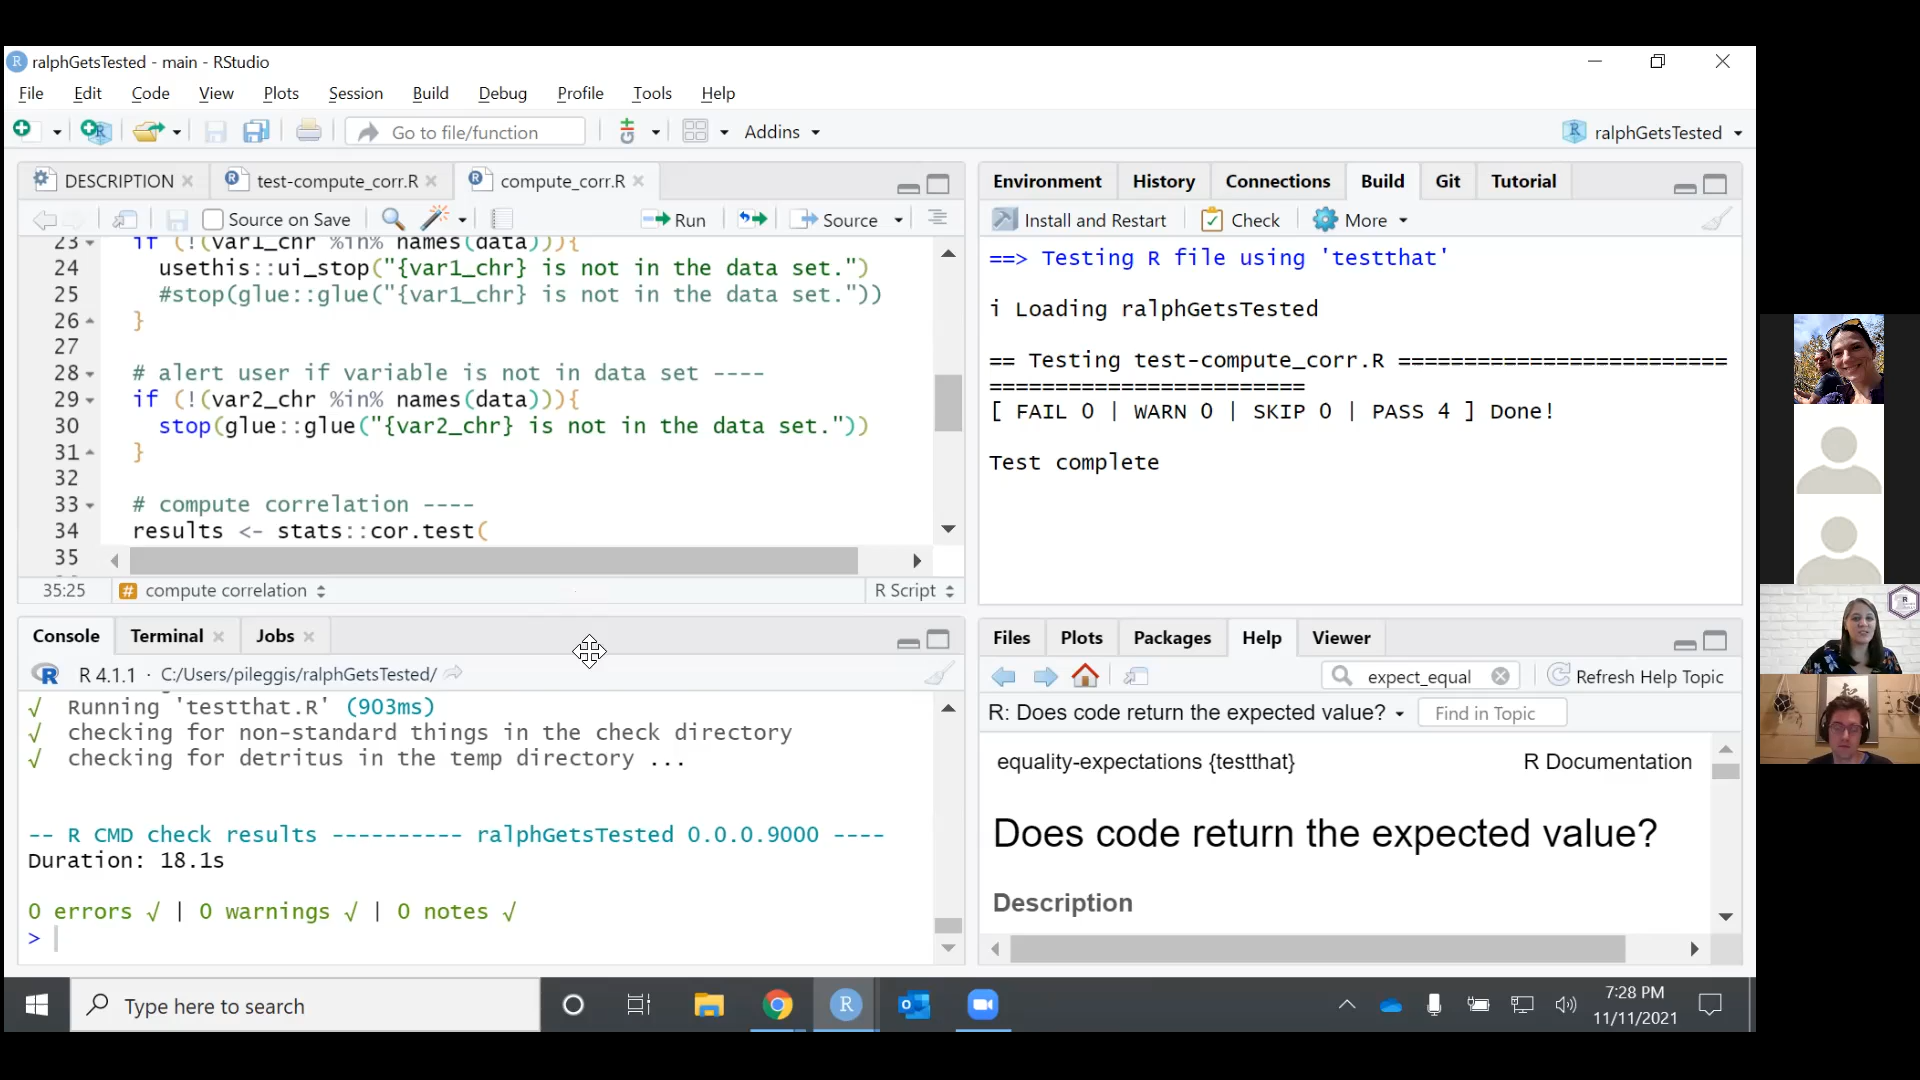 ralphGetsTested - main - RStudio
File Edit Code View Plots Session Build Debug Profile Tools Help
Go to file/function Addins ralphGetsTested
DESCRIPTION test-compute_corr.R compute_corr.R
Source on Save Run Source
23 if (!(var1_chr %in% names(data))){
24 usethis::ui_stop("{var1_chr} is not in the data set.")
25 #stop(glue::glue("{var1_chr} is not in the data set."))
26 }
27
28 # alert user if variable is not in data set ----
29 if (!(var2_chr %in% names(data))){
30 stop(glue::glue("{var2_chr} is not in the data set."))
31 }
32
33 # compute correlation ----
34 results <- stats::cor.test(
35
35:25 # compute correlation R Script
Console Terminal Jobs
R 4.1.1 · C:/Users/pileggis/ralphGetsTested/
√ Running 'testthat.R' (903ms)
√ checking for non-standard things in the check directory
√ checking for detritus in the temp directory ...
-- R CMD check results ---------- ralphGetsTested 0.0.0.9000 ----
Duration: 18.1s
0 errors √ | 0 warnings √ | 0 notes √
>
Environment History Connections Build Git Tutorial
Install and Restart Check More
==> Testing R file using 'testthat'
i Loading ralphGetsTested
== Testing test-compute_corr.R =========================
========================
[ FAIL 0 | WARN 0 | SKIP 0 | PASS 4 ] Done!
Test complete
Files Plots Packages Help Viewer
expect_equal Refresh Help Topic
R: Does code return the expected value? Find in Topic
equality-expectations {testthat} R Documentation
Does code return the expected value?
Description
Type here to search
7:28 PM
11/11/2021